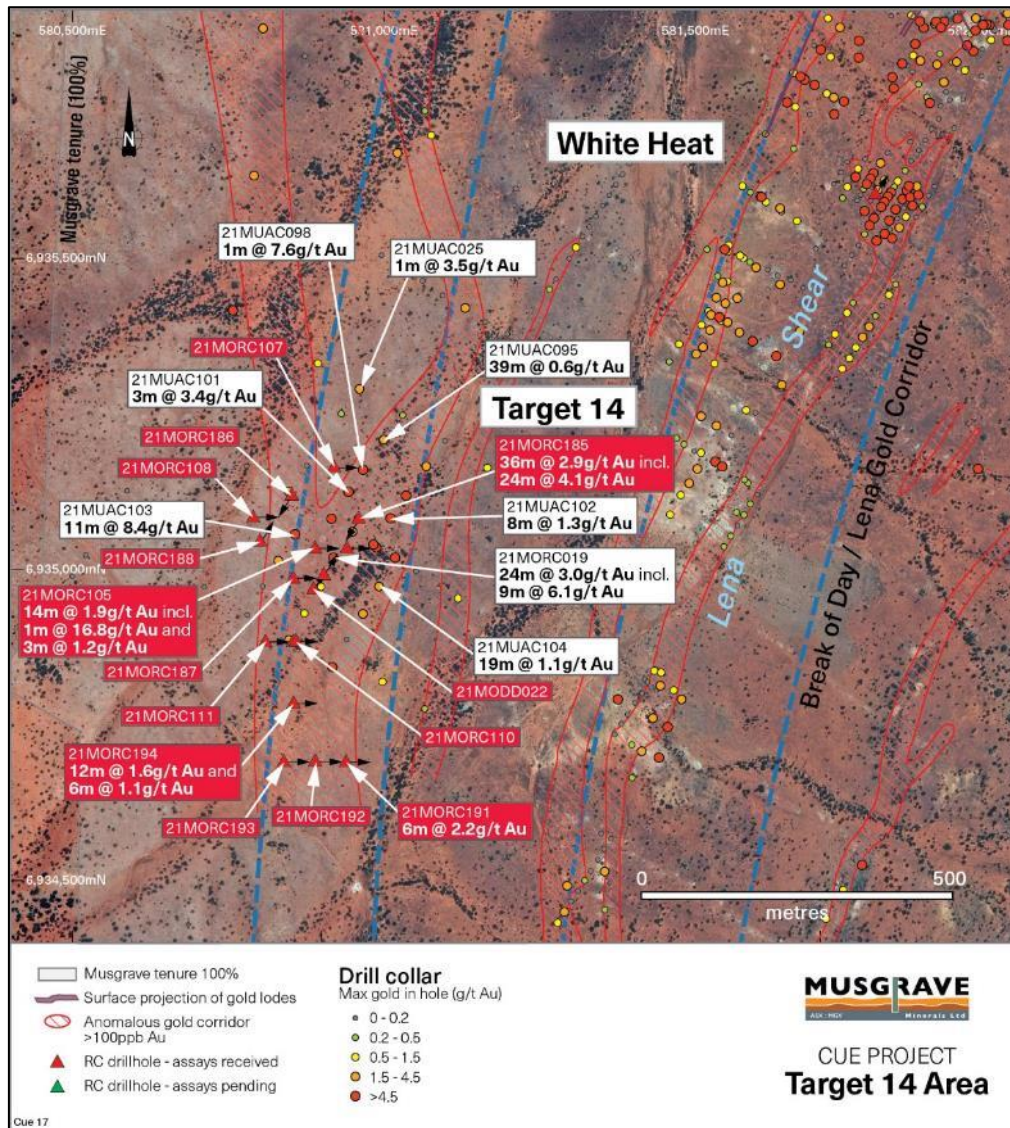 580,500mE
581,000mE
581,500mE
Musgrave tenure (100%)
N
White Heat
21MUAC098
1m @ 7.6g/t Au
21MUAC025
1m @ 3.5g/t Au
6,935,500mN
Shear
21MORC107
21MUAC095
39m @ 0.6g/t Au
21MUAC101
3m @ 3.4g/t Au
Target 14
21MORC186
21MORC185
36m @ 2.9g/t Au incl.
24m @ 4.1g/t Au
21MORC108
21MUAC103
11m @ 8.4g/t Au
21MUAC102
8m @ 1.3g/t Au
21MORC188
21MORC019
24m @ 3.0g/t Au incl.
9m @ 6.1g/t Au
6,935,000mN
Lena
Break of Day / Lena Gold Corridor
21MORC105
14m @ 1.9g/t Au incl.
1m @ 16.8g/t Au and
3m @ 1.2g/t Au
21MUAC104
19m @ 1.1g/t Au
21MORC187
21MODD022
21MORC111
21MORC110
21MORC194
12m @ 1.6g/t Au and
6m @ 1.1g/t Au
21MORC193
21MORC192
21MORC191
6m @ 2.2g/t Au
6,934,500mN
0
500
metres
Musgrave tenure 100%
Surface projection of gold lodes
Anomalous gold corridor
>100ppb Au
RC drillhole - assays received
RC drillhole - assays pending
Drill collar
Max gold in hole (g/t Au)
0 - 0.2
0.2 - 0.5
0.5 - 1.5
1.5 - 4.5
>4.5
MUSGRAVE
ASX : MGV
Minerals Ltd
CUE PROJECT
Target 14 Area
Cue 17